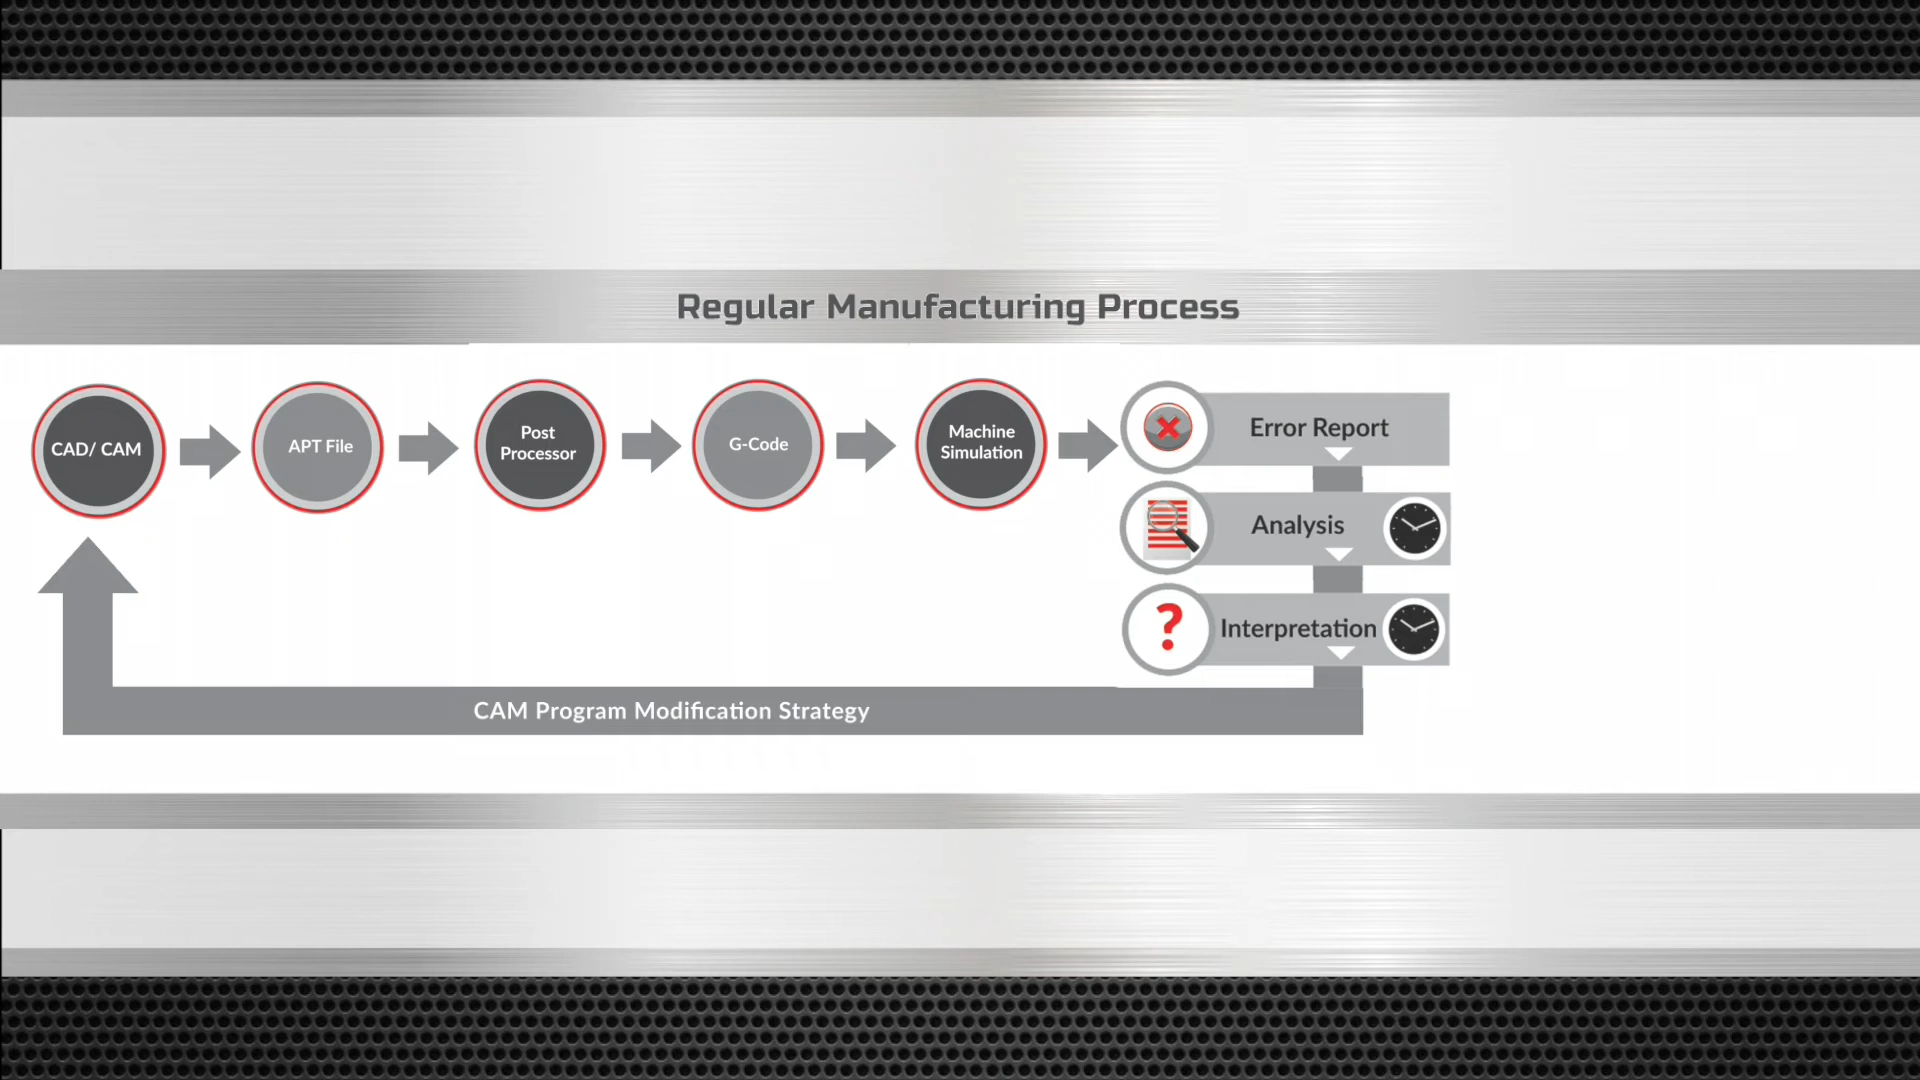 Regular Manufacturing Process
CAD/ CAM
APT File
Post
Processor
G-Code
Machine
Simulation
Error Report
Analysis
?
Interpretation
CAM Program Modification Strategy